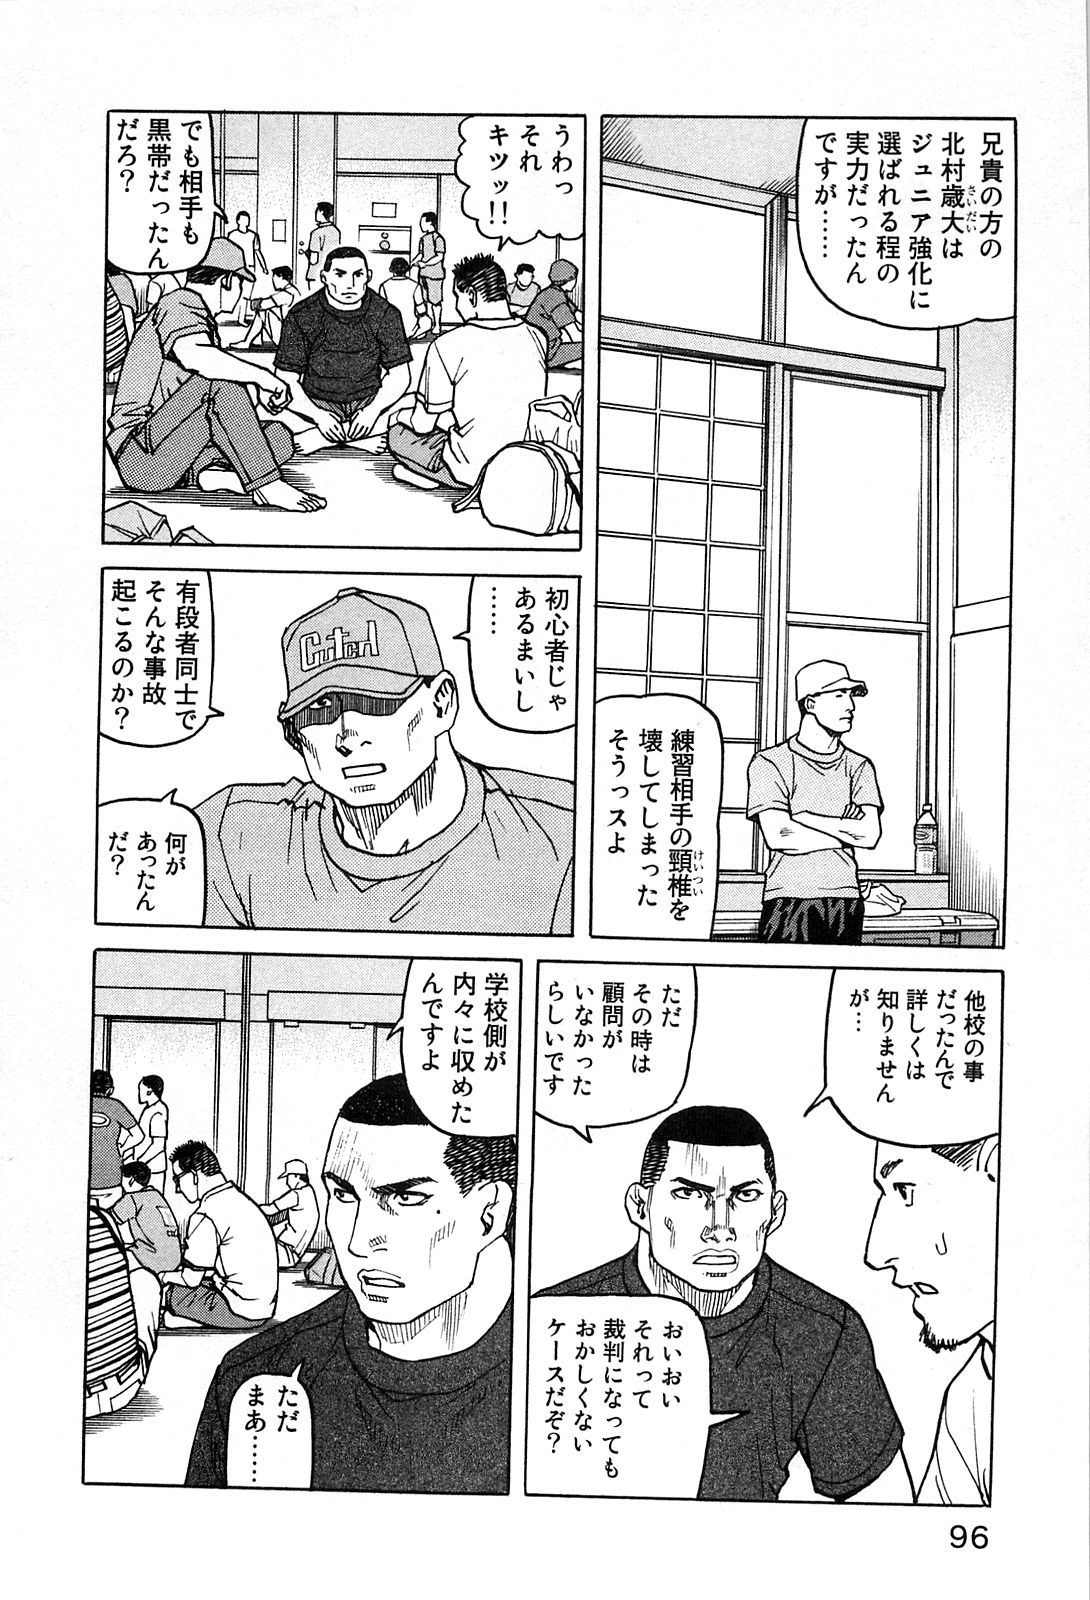 兄貴の方の
北村歳大は
さいだい
ジュニア強化に
選ばれる程の
実力だったん
ですが……
練習相手の頸椎を
けいつい
壊してしまった
そうっスよ
うわっ
それ
キツッ!!
でも相手も
黒帯だったん
だろ?
初心者じゃ
あるまいし
……
Cutch
有段者同士で
そんな事故
起こるのか?
何が
あったん
だ?
他校の事
だったんで
詳しくは
知りません
が…
ただ
その時は
顧問が
いなかった
らしいです
おいおい
それって
裁判になっても
おかしくない
ケースだぞ?
学校側が
内々に収めた
んですよ
ただ
まあ……
96